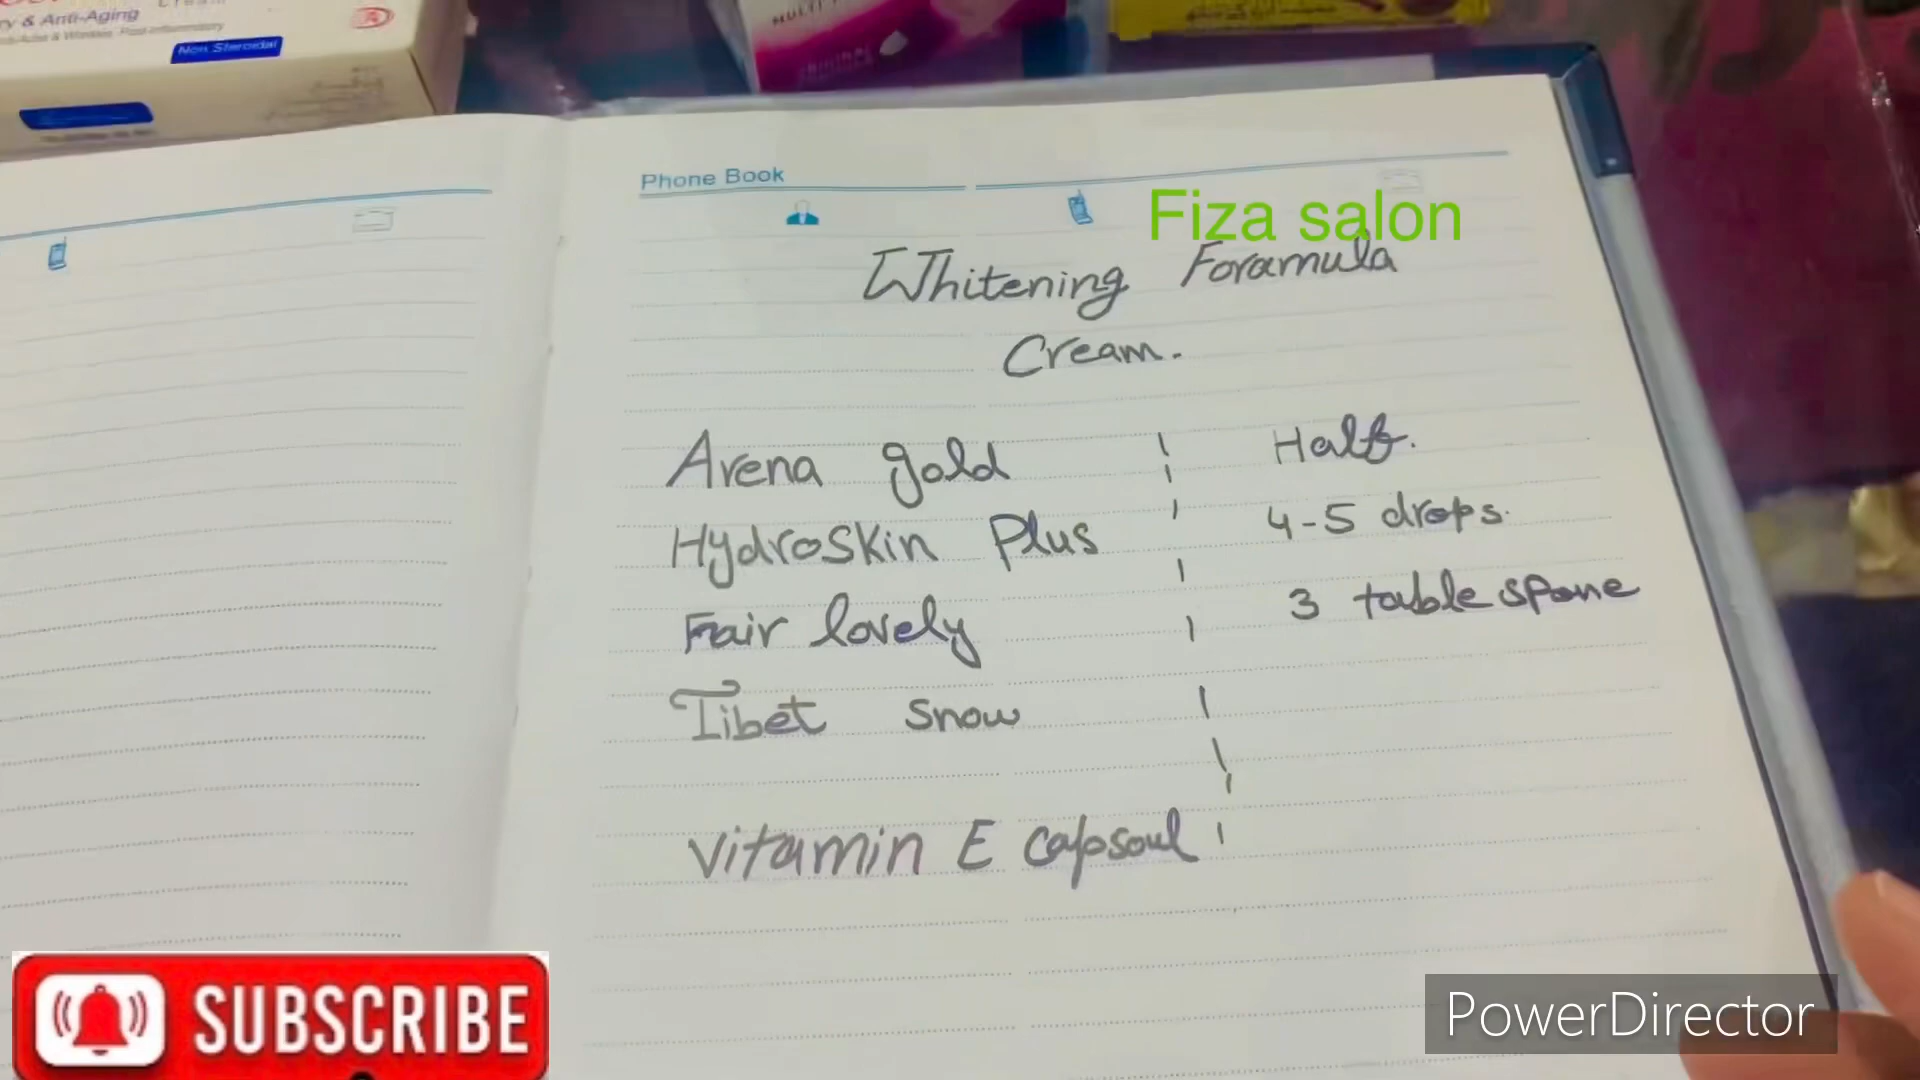 y & Anti-Aging
Non Steroidal
Phone Book
Fiza salon
Whitening Foramula
Cream.
Arena gold Half.
HydroSkin Plus 4-5 drops.
Fair lovely 3 table spone
Tibet Snow
Vitamin E capsoul
SUBSCRIBE
PowerDirector